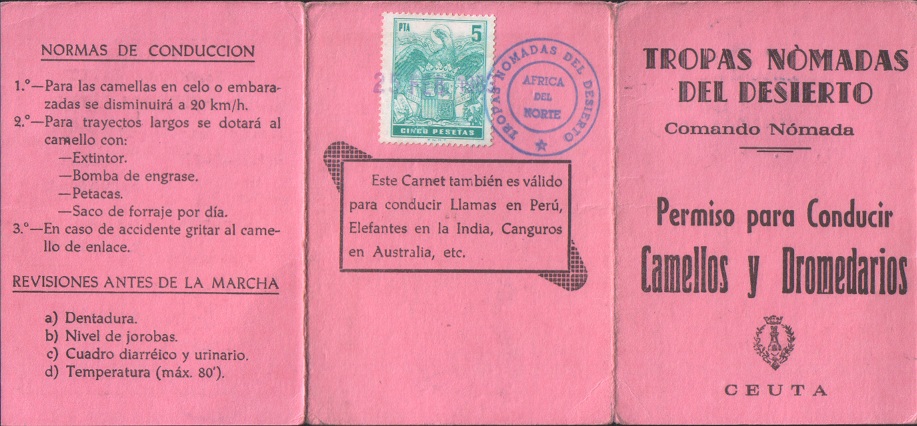 NORMAS DE CONDUCCION
1.º—Para las camellas en celo o embara-
zadas se disminuirá a 20 km/h.
2.º—Para trayectos largos se dotará al
camello con:
—Extintor.
—Bomba de engrase.
—Petacas.
—Saco de forraje por día.
3.º—En caso de accidente gritar al came-
llo de enlace.
REVISIONES ANTES DE LA MARCHA
a) Dentadura.
b) Nivel de jorobas.
c) Cuadro diarréico y urinario.
d) Temperatura (máx. 80').
PTA 5
CINCO PESETAS
TROPAS NOMADAS DEL DESIERTO
AFRICA
DEL
NORTE
Este Carnet también es válido
para conducir Llamas en Perú,
Elefantes en la India, Canguros
en Australia, etc.
TROPAS NÒMADAS
DEL DESIERTO
Comando Nómada
Permiso para Conducir
Camellos y Dromedarios
CEUTA